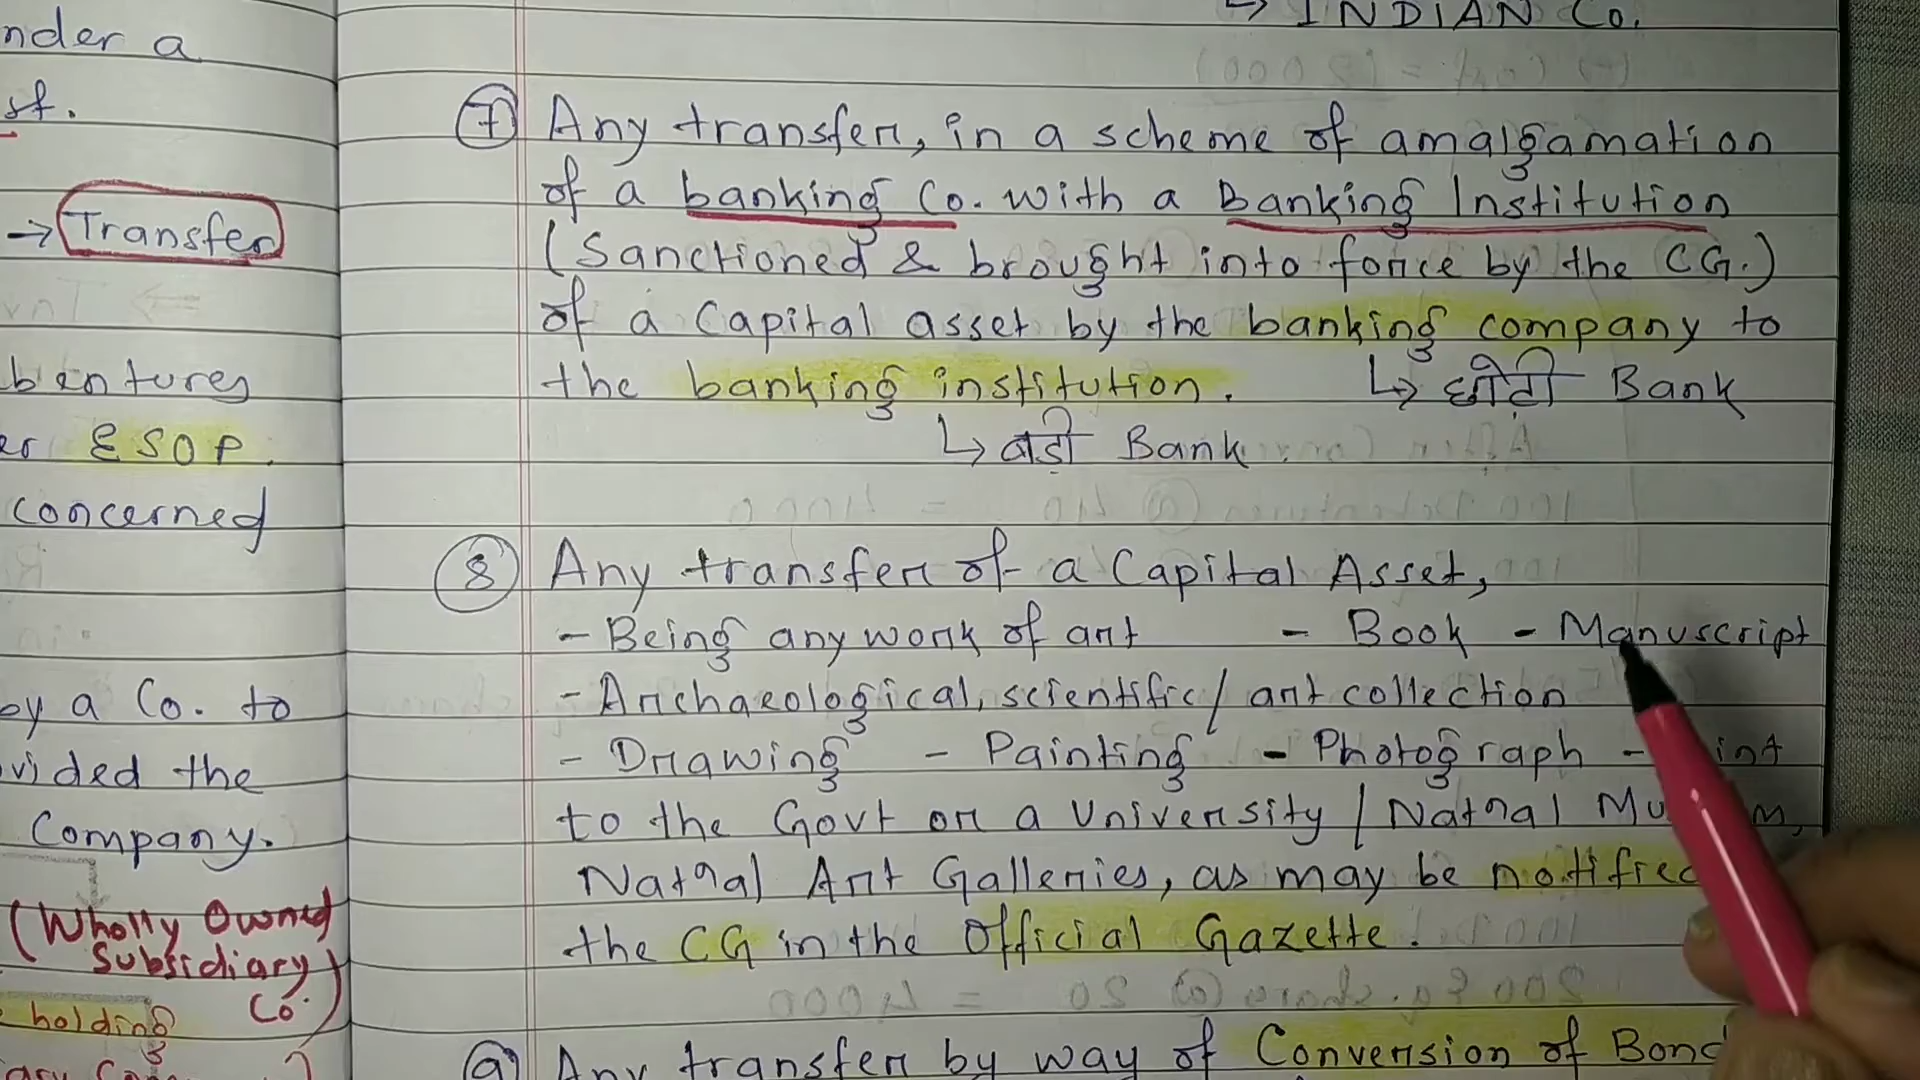 nder a
st.
→ Transfer
bentures
er ESOP.
concerned
by a Co. to
vided the
Company.
(Wholly Owned
Subsidiary
Co.)
holding
↳ INDIAN Co.
⑦ Any transfer, in a scheme of amalgamation
of a banking Co. with a Banking Institution
(Sanctioned & brought into force by the CG.)
of a Capital asset by the banking company to
the banking institution. ↳ छोटी Bank
↳ बड़ी Bank.
⑧ Any transfer of a Capital Asset,
- Being any work of art - Book - Manuscript
- Archaeological, scientific/ art collection
- Drawing - Painting - Photograph - int
to the Govt or a University / Natnal Mu m,
Natnal Art Galleries, as may be notified
the CG in the Official Gazette.
⑨ Any transfer by way of Conversion of Bond